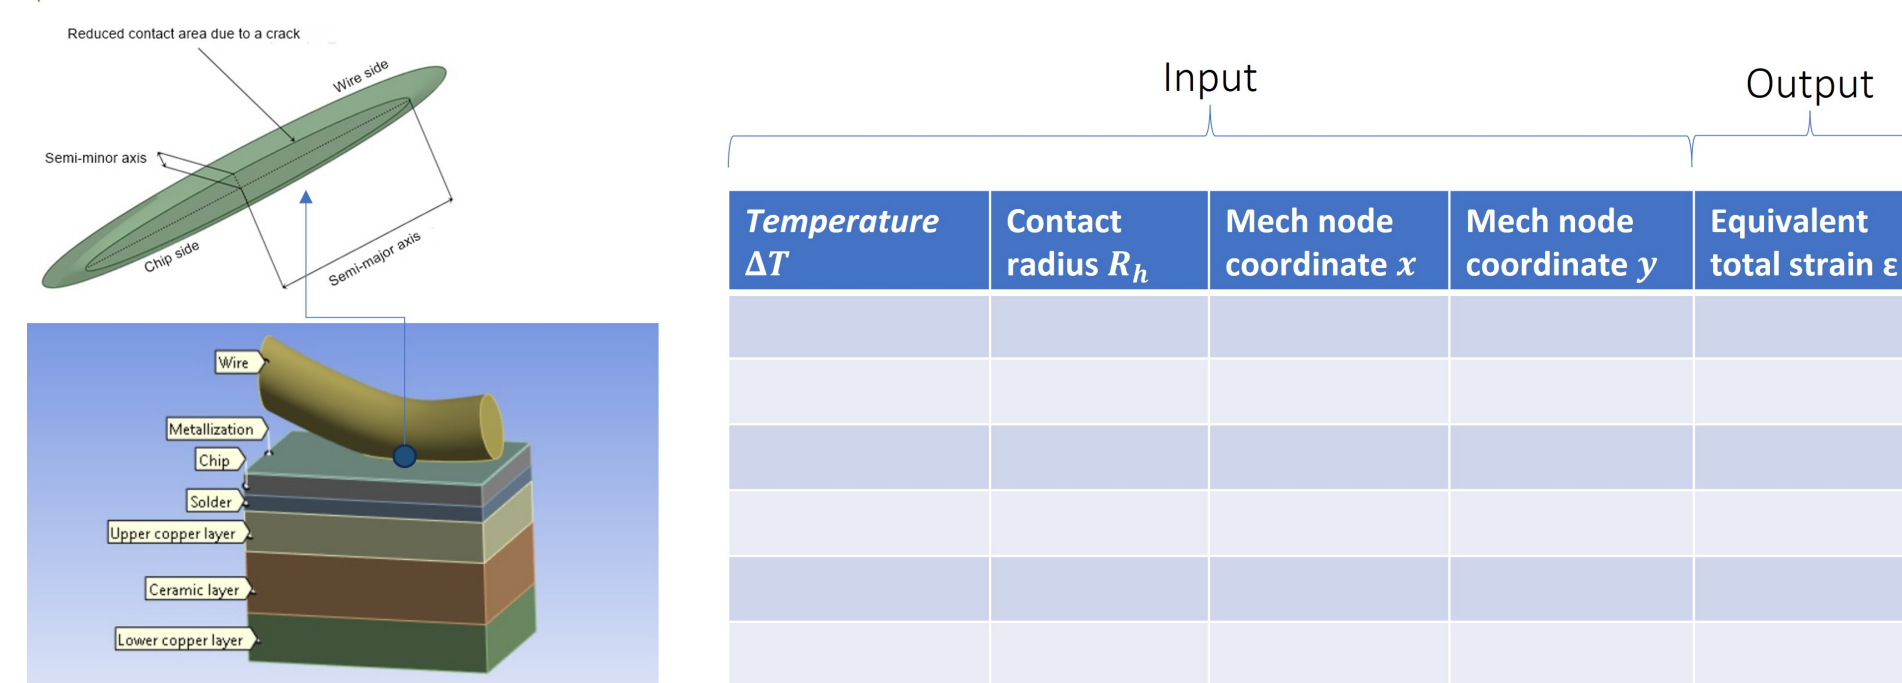 Reduced contact area due to a crack
Wire side
Semi-minor axis
Chip side
Semi-major axis
Wire
Metallization
Chip
Solder
Upper copper layer
Ceramic layer
Lower copper layer
Input
Output
Temperature
ΔT
Contact
radius Rₕ
Mech node
coordinate x
Mech node
coordinate y
Equivalent
total strain ε